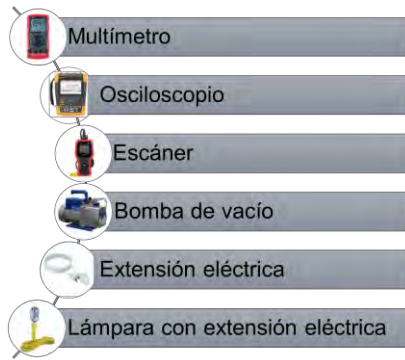 Multímetro
Osciloscopio
Escáner
Bomba de vacío
Extensión eléctrica
Lámpara con extensión eléctrica